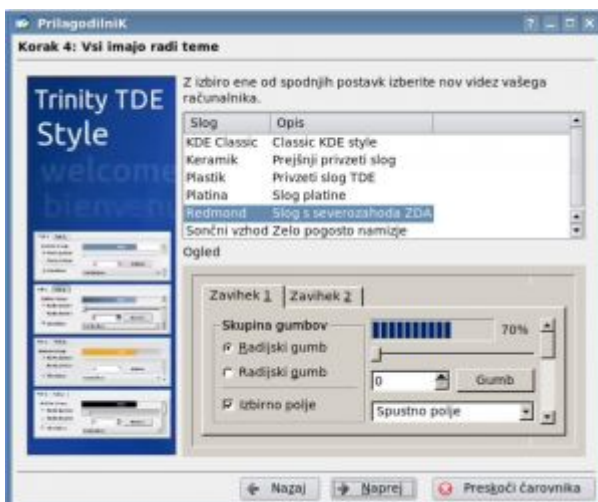 PrilagodilniK
Korak 4: Vsi imajo radi teme
Trinity TDE
Style
welcome
Z izbiro ene od spodnjih postavk izberite nov videz vašega
računalnika.
Slog Opis
KDE Classic Classic KDE style
Keramik Prejšnji privzeti slog
Plastik Privzeti slog TDE
Platina Slog platine
Redmond Slog s severozahoda ZDA
Sončni vzhod Zelo pogosto namizje
Ogled
Zavihek 1 Zavihek 2
Skupina gumbov
70%
Radijski gumb
Radijski gumb
0 Gumb
Izbirno polje
Spustno polje
Nazaj Naprej Preskoči čarovnika